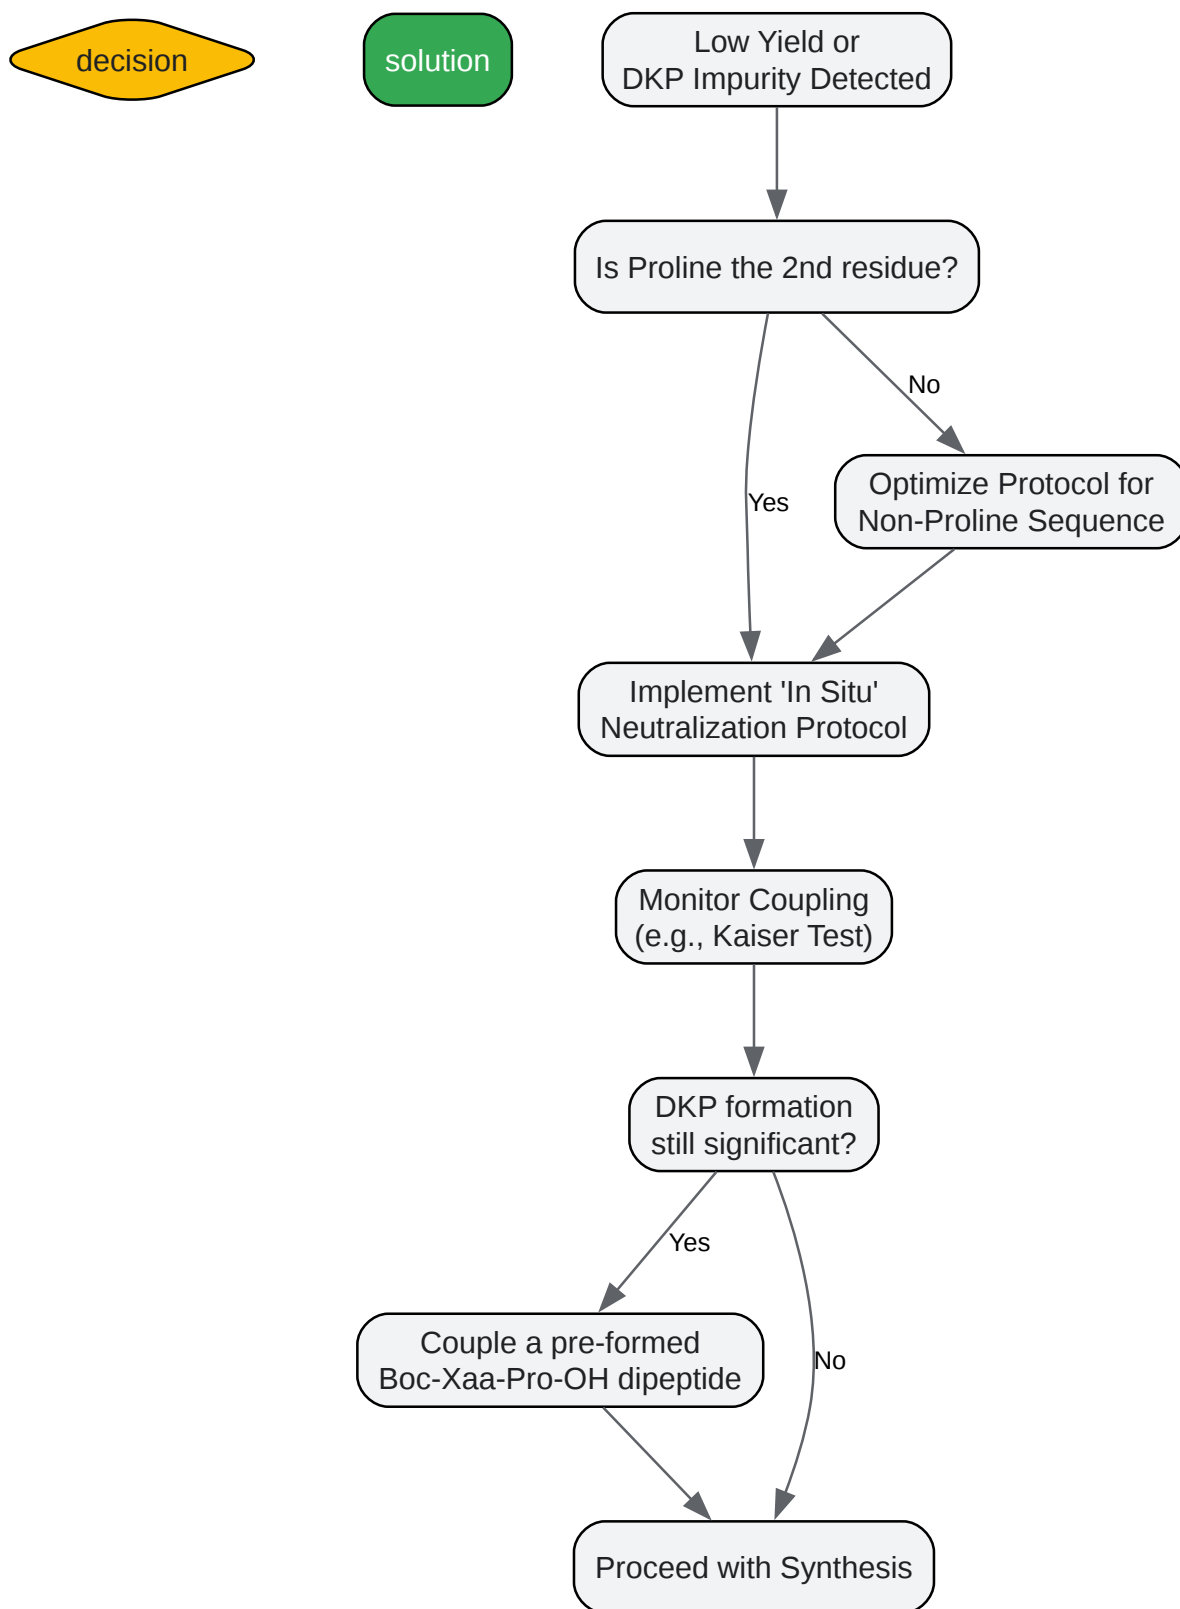 decision
solution
Low Yield or
DKP Impurity Detected
Is Proline the 2nd residue?
No
Yes
Optimize Protocol for
Non-Proline Sequence
Implement 'In Situ'
Neutralization Protocol
Monitor Coupling
(e.g., Kaiser Test)
DKP formation
still significant?
Yes
Couple a pre-formed
Boc-Xaa-Pro-OH dipeptide
No
Proceed with Synthesis